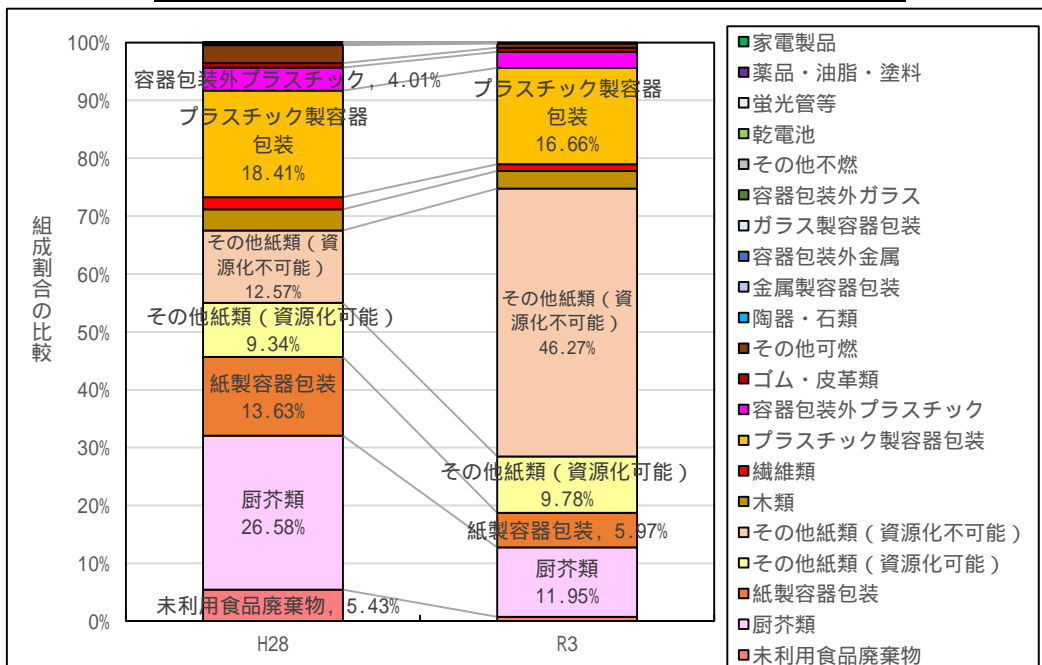 100%
90%
80%
70%
60%
50%
40%
30%
20%
10%
0%
組成割合の比較
容器包装外プラスチック, 4.01%
プラスチック製容器
包装
18.41%
その他紙類（資
源化不可能）
12.57%
その他紙類（資源化可能）
9.34%
紙製容器包装
13.63%
厨芥類
26.58%
未利用食品廃棄物, 5.43%
H28
プラスチック製容器
包装
16.66%
その他紙類（資
源化不可能）
46.27%
その他紙類（資源化可能）
9.78%
紙製容器包装, 5.97%
厨芥類
11.95%
R3
家電製品
薬品・油脂・塗料
蛍光管等
乾電池
その他不燃
容器包装外ガラス
ガラス製容器包装
容器包装外金属
金属製容器包装
陶器・石類
その他可燃
ゴム・皮革類
容器包装外プラスチック
プラスチック製容器包装
繊維類
木類
その他紙類（資源化不可能）
その他紙類（資源化可能）
紙製容器包装
厨芥類
未利用食品廃棄物